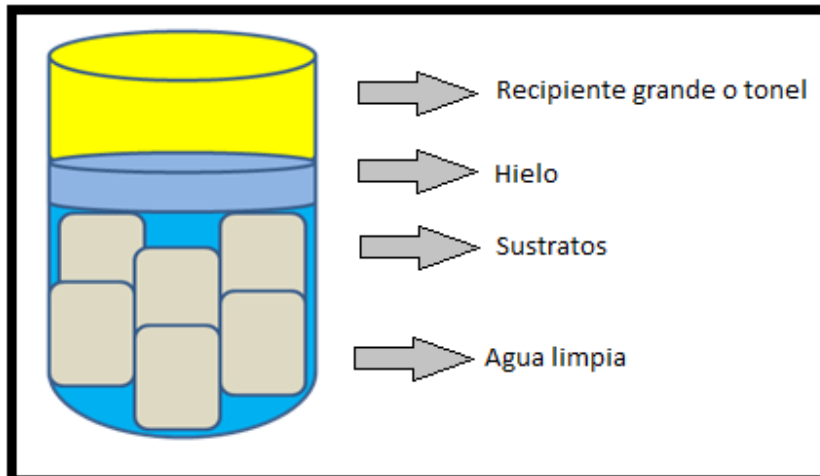 Recipiente grande o tonel
Hielo
Sustratos
Agua limpia